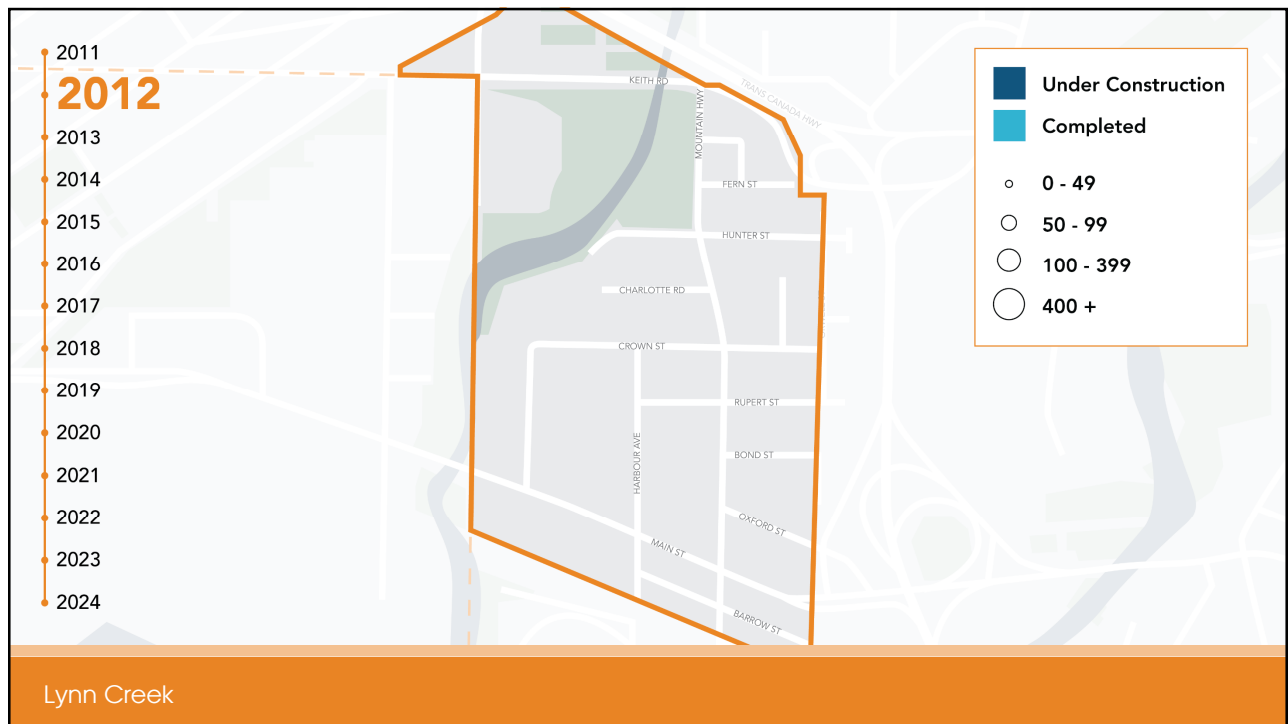 2011
2012
2013
2014
2015
2016
2017
2018
2019
2020
2021
2022
2023
2024
KEITH RD
TRANS CANADA HWY
MOUNTAIN HWY
FERN ST
HUNTER ST
CHARLOTTE RD
CROWN ST
RUPERT ST
HARBOUR AVE
BOND ST
OXFORD ST
MAIN ST
BARROW ST
Under Construction
Completed
0 - 49
50 - 99
100 - 399
400 +
Lynn Creek